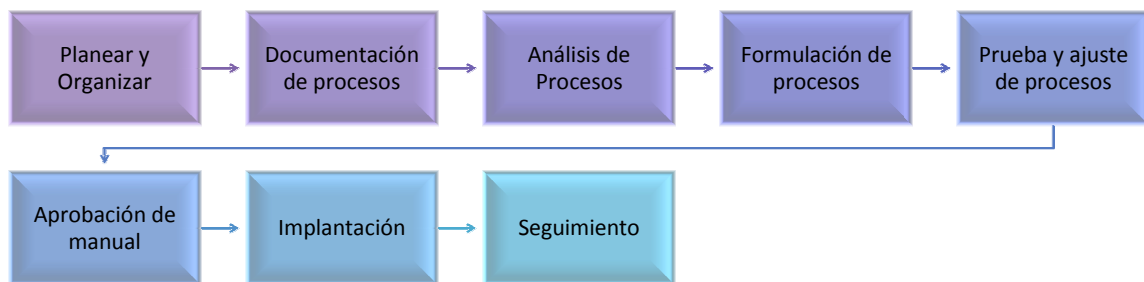 Planear y
Organizar
Documentación
de procesos
Análisis de
Procesos
Formulación de
procesos
Prueba y ajuste
de procesos
Aprobación de
manual
Implantación
Seguimiento